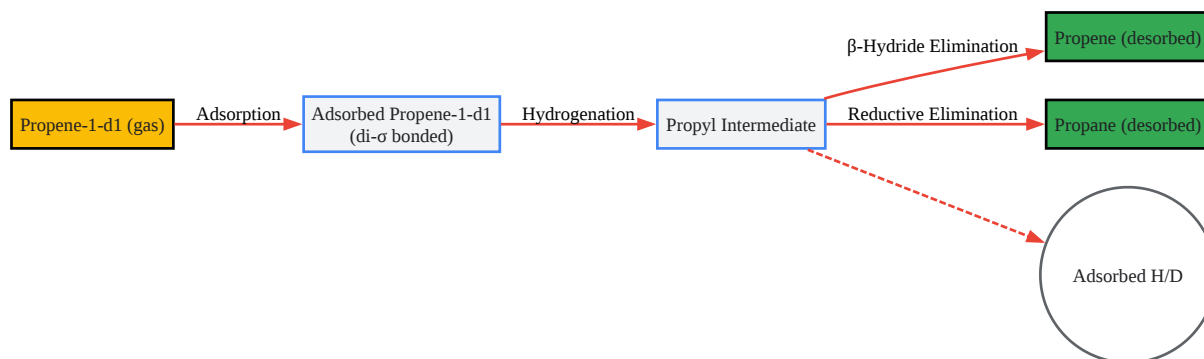 Propene-1-d1 (gas)
Adsorption
Adsorbed Propene-1-d1
(di-σ bonded)
Hydrogenation
Propyl Intermediate
β-Hydride Elimination
Propene (desorbed)
Reductive Elimination
Propane (desorbed)
Adsorbed H/D